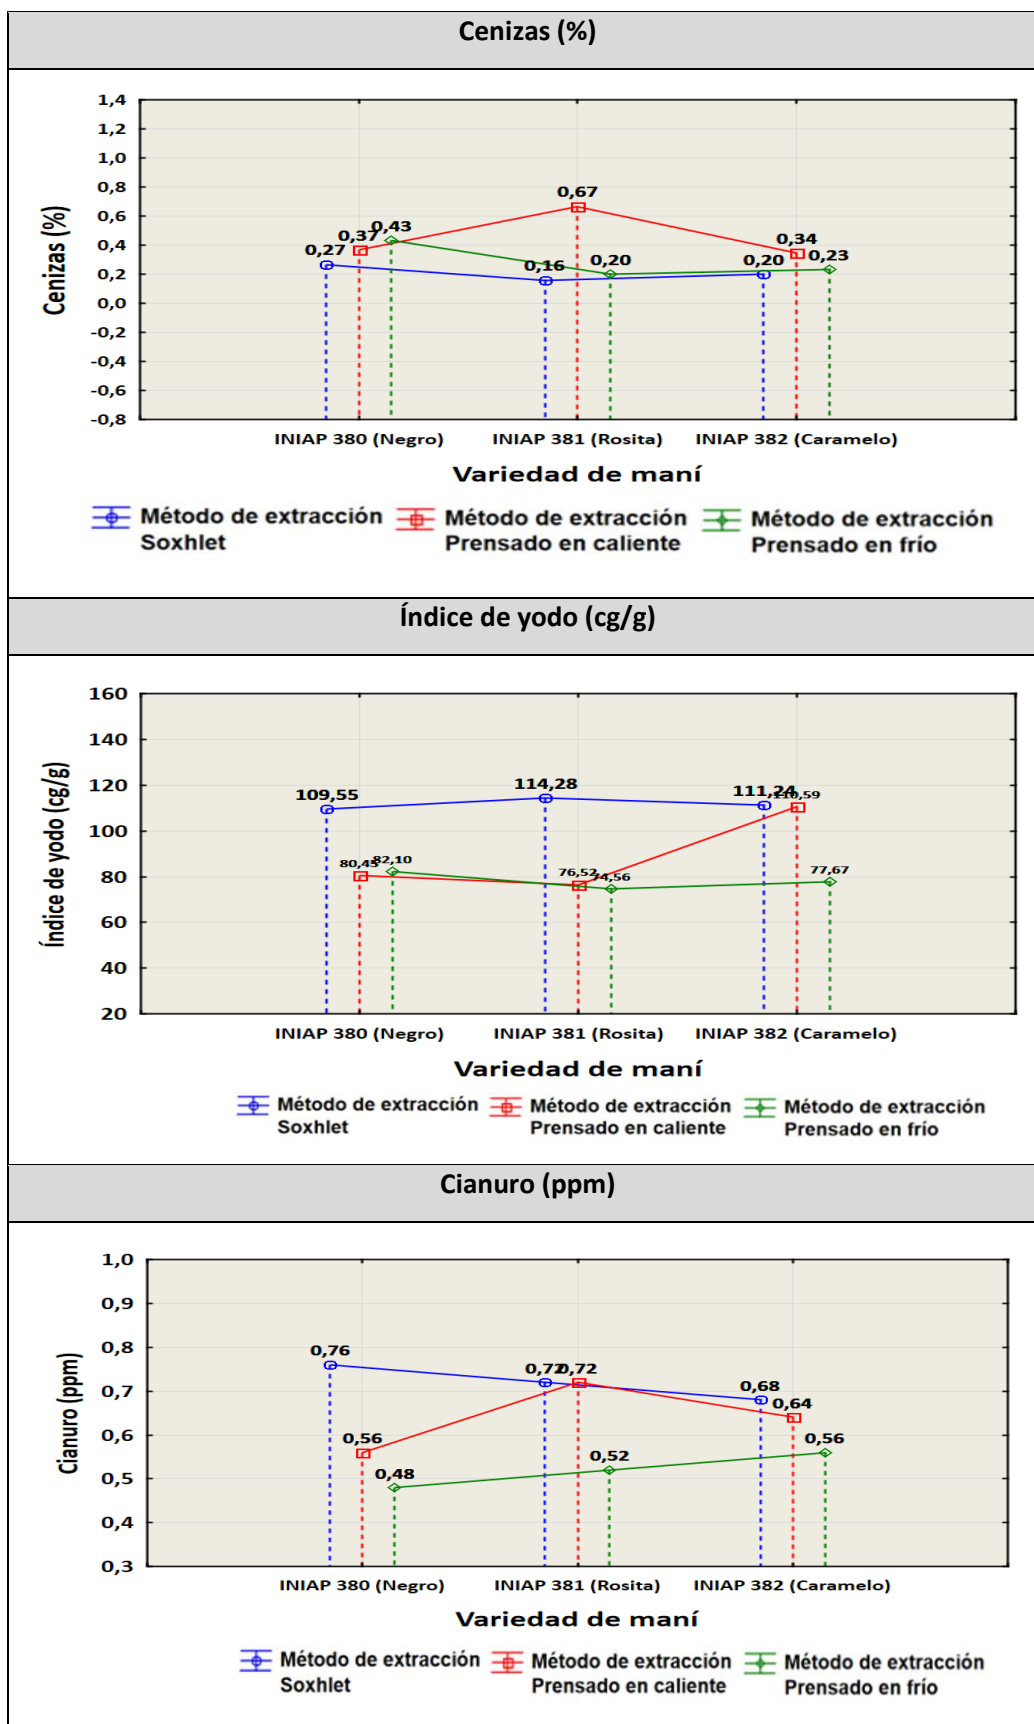 Cenizas (%)
1,4
1,2
1,0
0,8
0,6
0,4
0,2
0,0
-0,2
-0,4
-0,6
-0,8
Cenizas (%)
0,27
0,37
0,43
0,16
0,67
0,20
0,20
0,34
0,23
INIAP 380 (Negro) INIAP 381 (Rosita) INIAP 382 (Caramelo)
Variedad de maní
Método de extracción Soxhlet
Método de extracción Prensado en caliente
Método de extracción Prensado en frío
Índice de yodo (cg/g)
160
140
120
100
80
60
40
20
Índice de yodo (cg/g)
109,55
80,45
82,10
114,28
76,52
74,56
111,24
110,59
77,67
INIAP 380 (Negro) INIAP 381 (Rosita) INIAP 382 (Caramelo)
Variedad de maní
Método de extracción Soxhlet
Método de extracción Prensado en caliente
Método de extracción Prensado en frío
Cianuro (ppm)
1,0
0,9
0,8
0,7
0,6
0,5
0,4
0,3
Cianuro (ppm)
0,76
0,56
0,48
0,72
0,72
0,52
0,68
0,64
0,56
INIAP 380 (Negro) INIAP 381 (Rosita) INIAP 382 (Caramelo)
Variedad de maní
Método de extracción Soxhlet
Método de extracción Prensado en caliente
Método de extracción Prensado en frío